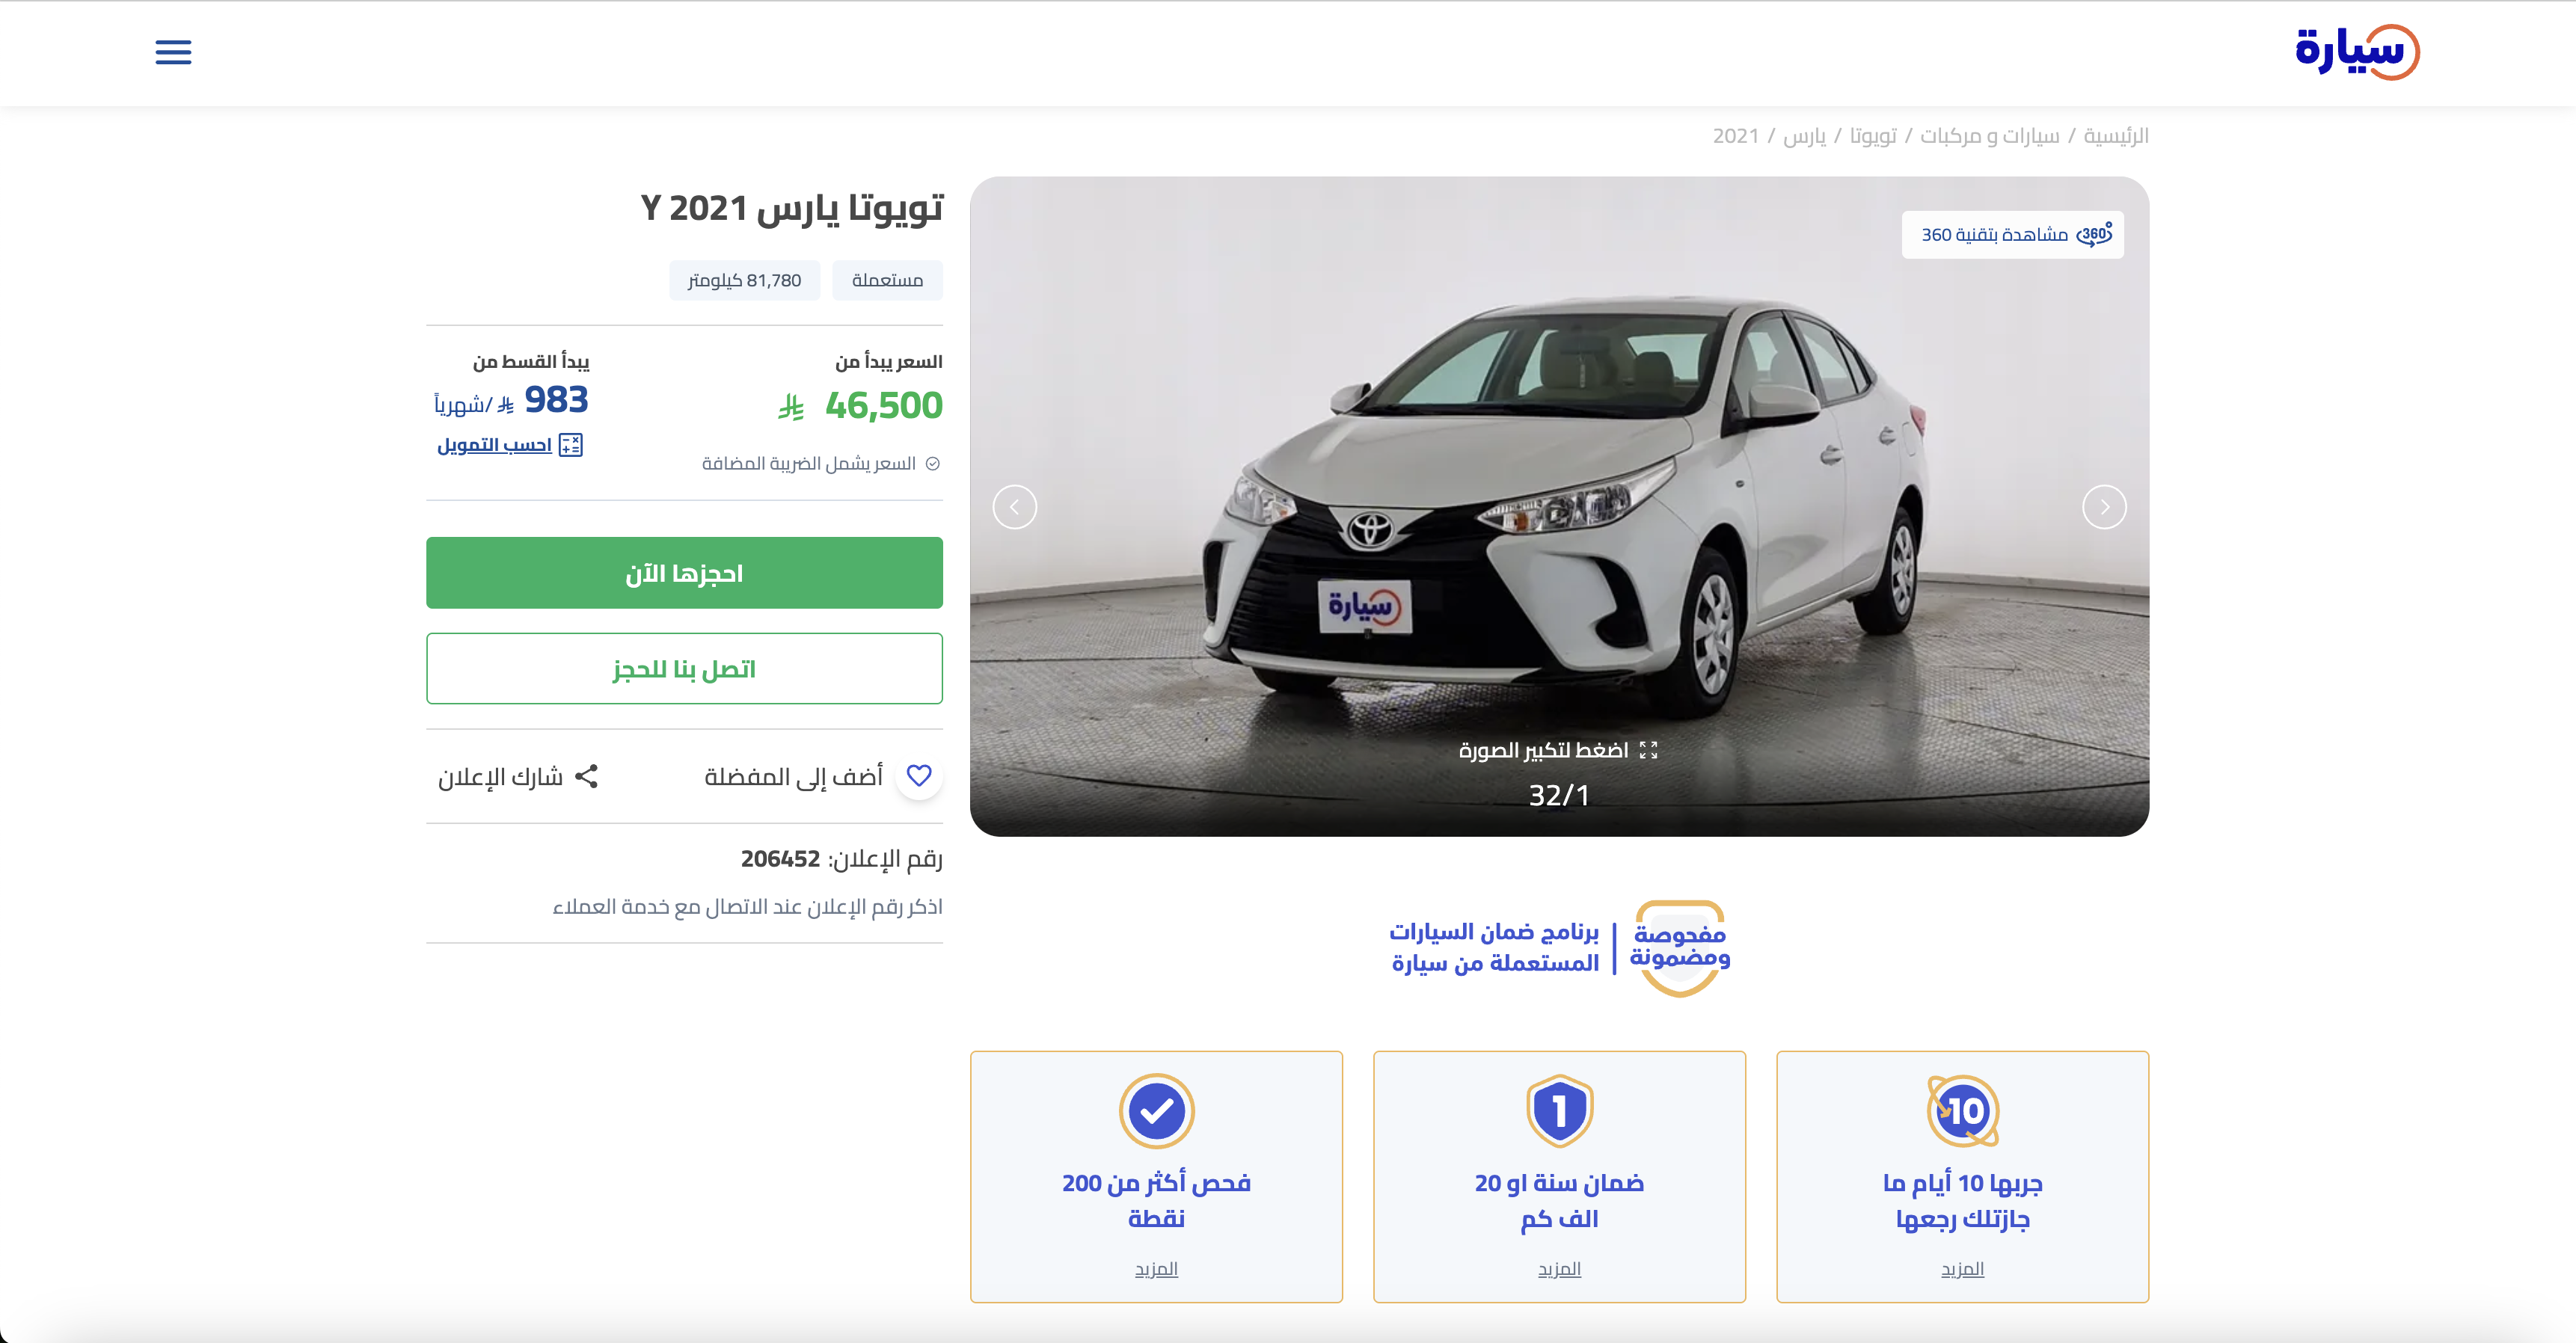 سيارة
الرئيسية / سيارات و مركبات / تويوتا / يارس / 2021
360 مشاهدة بتقنية 360
سيارة
اضغط لتكبير الصورة
32/1
تويوتا يارس Y 2021
مستعملة
81,780 كيلومتر
السعر يبدأ من
46,500
السعر يشمل الضريبة المضافة
يبدأ القسط من
983 /شهرياً
احسب التمويل
احجزها الآن
اتصل بنا للحجز
أضف إلى المفضلة
شارك الإعلان
رقم الإعلان: 206452
اذكر رقم الإعلان عند الاتصال مع خدمة العملاء
مفحوصة
ومضمونة
برنامج ضمان السيارات
المستعملة من سيارة
10
جربها 10 أيام ما
جازتلك رجعها
المزيد
1
ضمان سنة او 20
الف كم
المزيد
فحص أكثر من 200
نقطة
المزيد